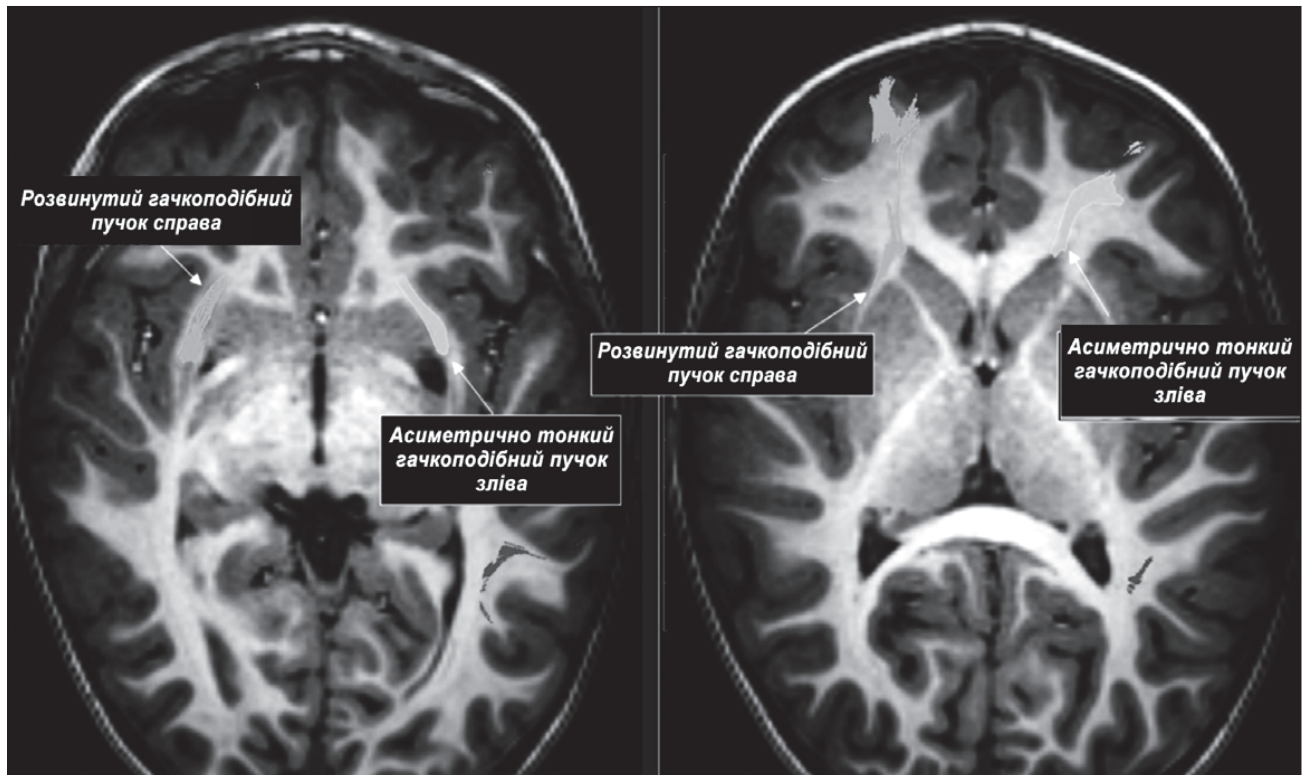 Розвинутий гачкоподібний
пучок справа
Асиметрично тонкий
гачкоподібний пучок
зліва
Розвинутий гачкоподібний
пучок справа
Асиметрично тонкий
гачкоподібний пучок
зліва